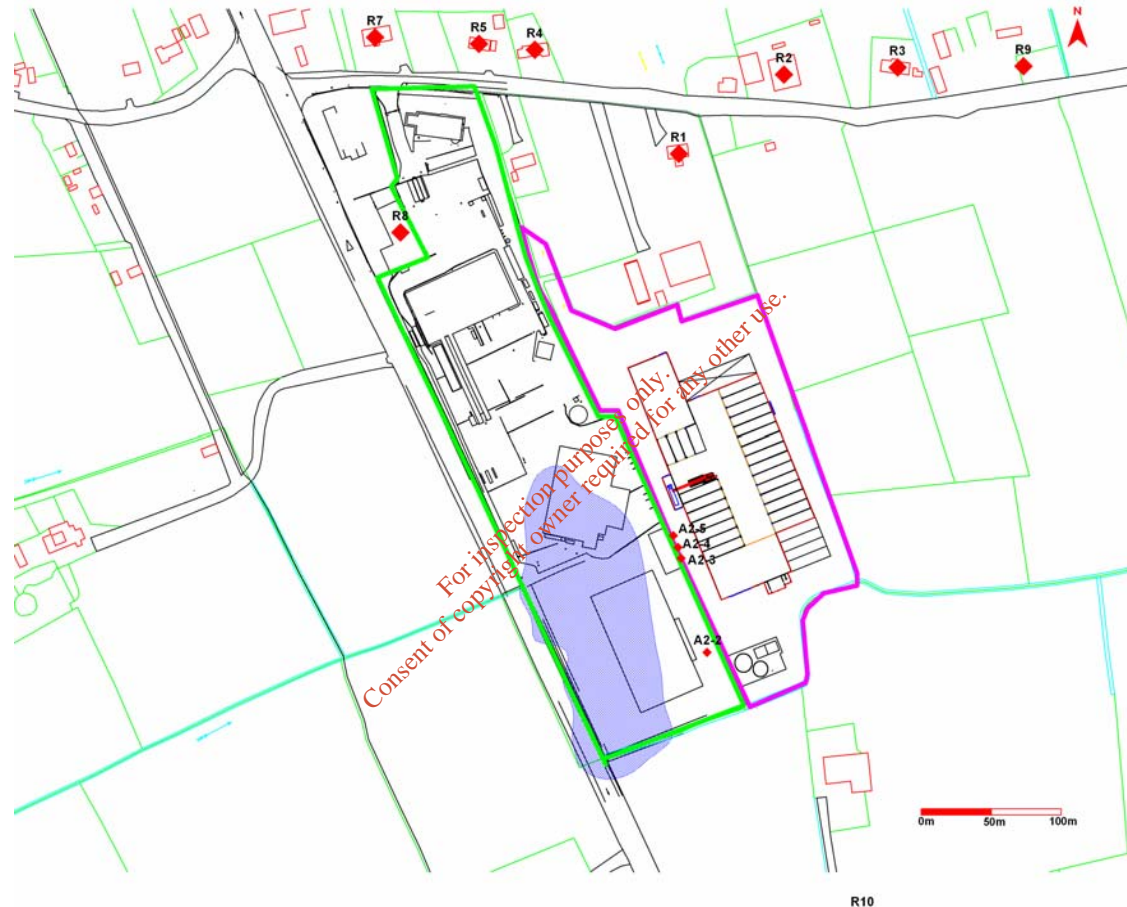 N
R7
R5
R4
R2
R3
R9
R1
R8
For inspection purposes only.
Consent of copyright owner required for any other use.
A2-5
A2-4
A2-3
A2-2
0m 50m 100m
R10